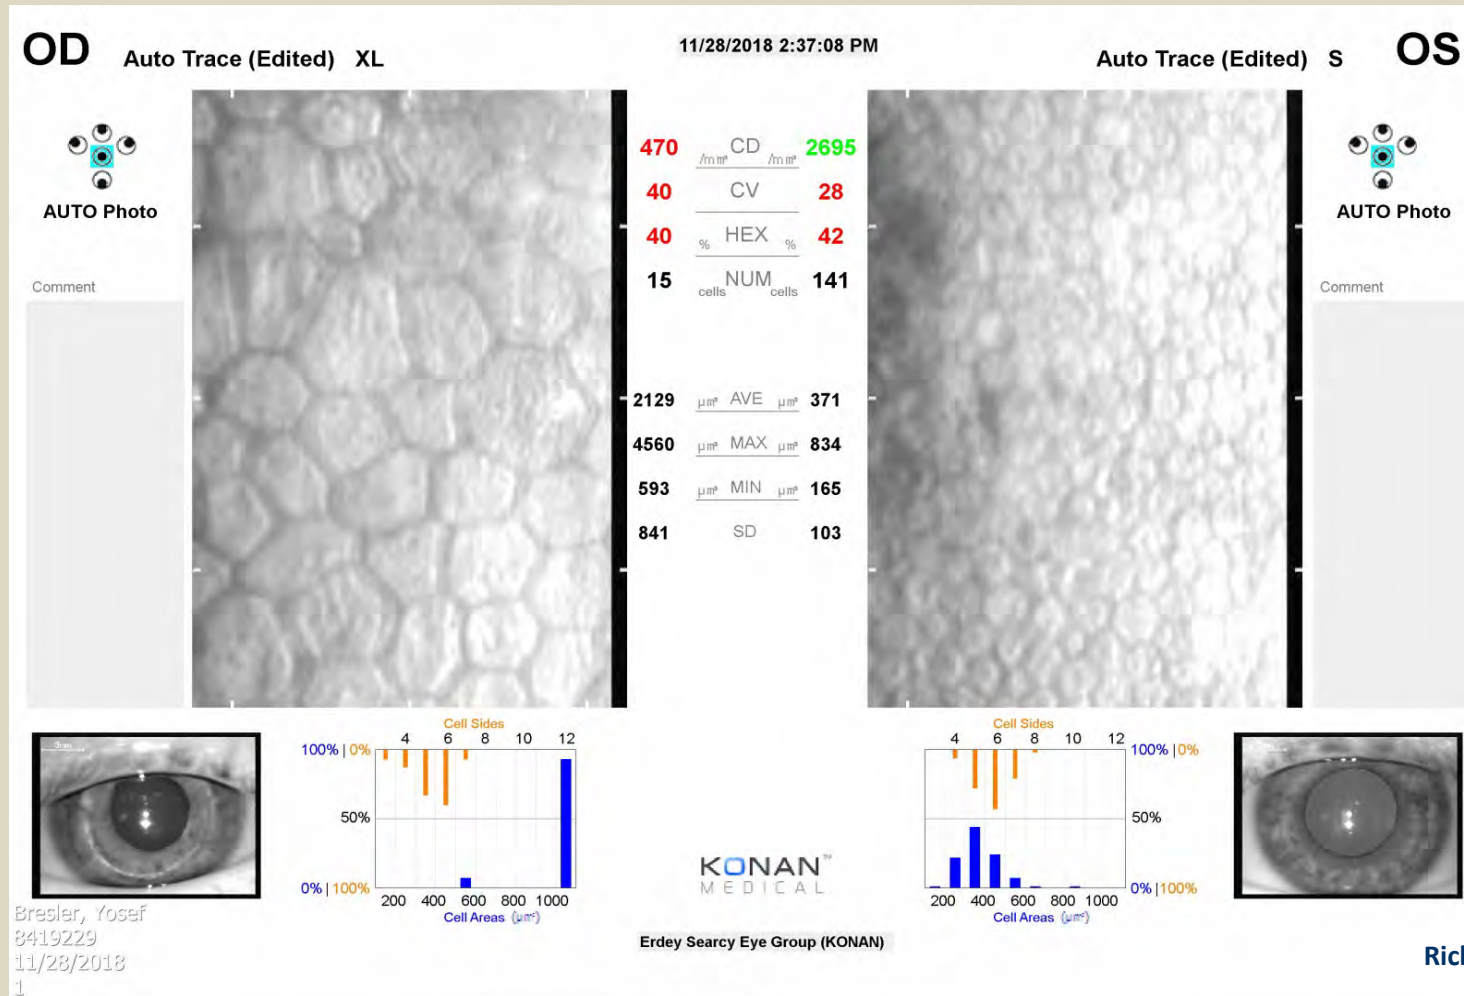 OD Auto Trace (Edited) XL 11/28/2018 2:37:08 PM Auto Trace (Edited) S OS
AUTO Photo
AUTO Photo
Comment
Comment
470 /mm² CD /mm² 2695
40 CV 28
40 % HEX % 42
15 cells NUM cells 141
2129 µm² AVE µm² 371
4560 µm² MAX µm² 834
593 µm² MIN µm² 165
841 SD 103
Cell Sides
4 6 8 10 12
100% | 0%
50%
0% | 100%
200 400 600 800 1000
Cell Areas (µm²)
Cell Sides
4 6 8 10 12
100% | 0%
50%
0% | 100%
200 400 600 800 1000
Cell Areas (µm²)
KONAN™
MEDICAL
Erdey Searcy Eye Group (KONAN)
Bresler, Yosef
8419229
11/28/2018
1
Rich